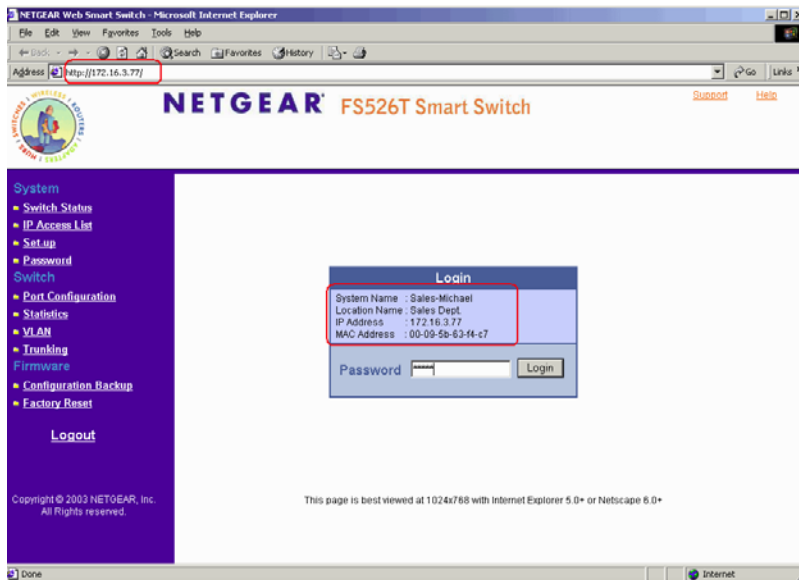 NETGEAR Web Smart Switch - Microsoft Internet Explorer
File Edit View Favorites Tools Help
Back Search Favorites History
Address http://172.16.3.77/ Go Links
NETGEAR FS526T Smart Switch
Support Help
System
Switch Status
IP Access List
Set.up
Password
Switch
Port Configuration
Statistics
VLAN
Trunking
Firmware
Configuration Backup
Factory Reset
Logout
Copyright © 2003 NETGEAR, Inc.
All Rights reserved.
Login
System Name : Sales-Michael
Location Name : Sales Dept.
IP Address : 172.16.3.77
MAC Address : 00-09-5b-63-f4-c7
Password ***** Login
This page is best viewed at 1024x768 with Internet Explorer 5.0+ or Netscape 6.0+
Done
Internet